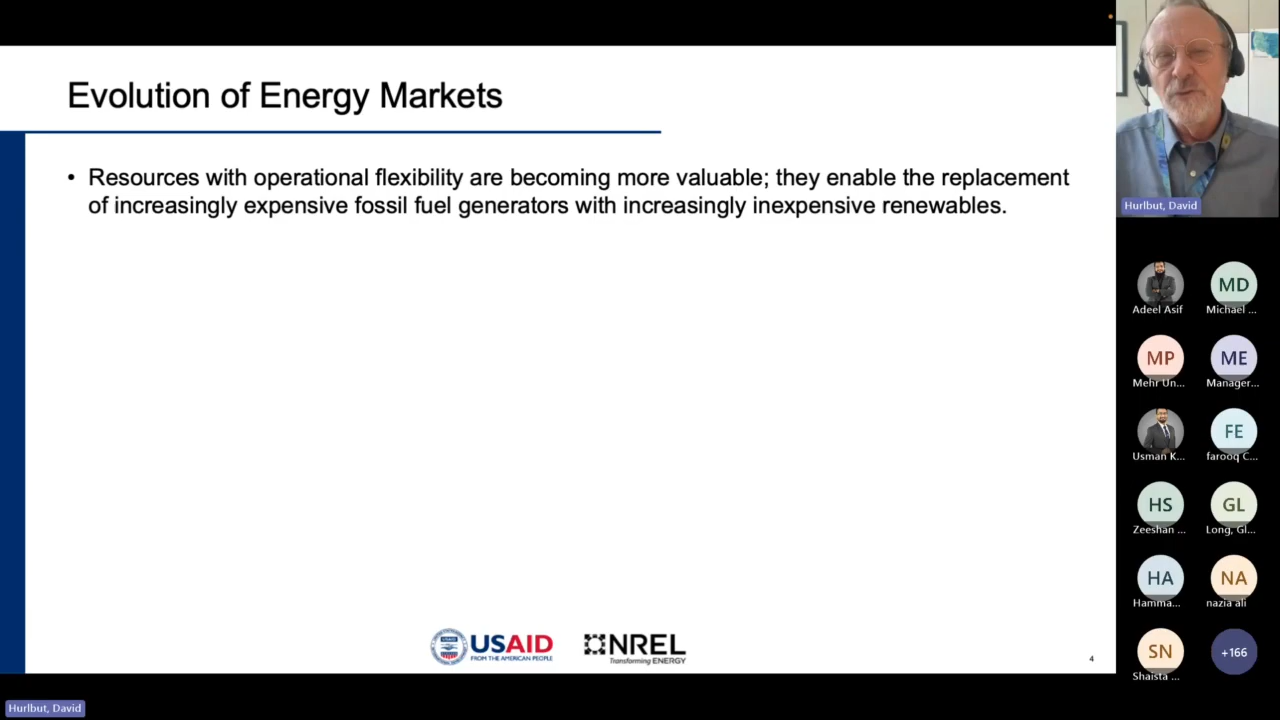 Evolution of Energy Markets
• Resources with operational flexibility are becoming more valuable; they enable the replacement
of increasingly expensive fossil fuel generators with increasingly inexpensive renewables.
USAID
FROM THE AMERICAN PEOPLE
NREL
Transforming ENERGY
4
Hurlbut, David
Adeel Asif
MD
Michael ...
MP
Mehr Un...
ME
Manager...
Usman K...
FE
farooq C...
HS
Zeeshan ...
GL
Long, Gl...
HA
Hamma...
NA
nazia ali
SN
Shaista ...
+166
Hurlbut, David